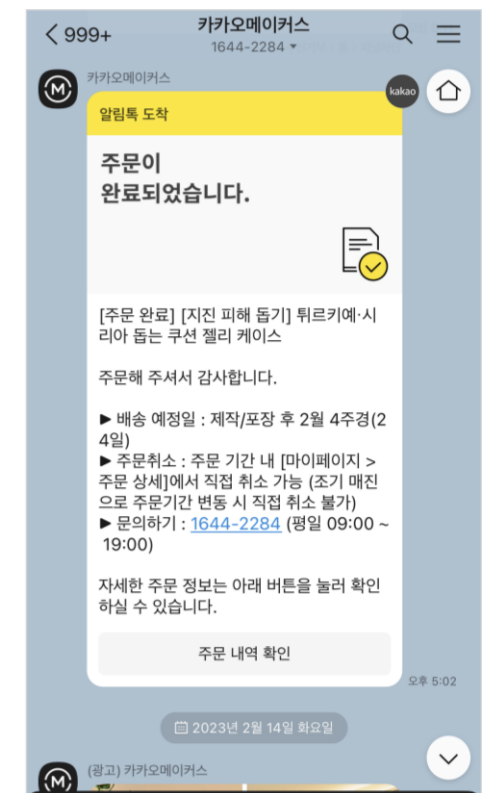 999+
카카오메이커스
1644-2284
카카오메이커스
kakao
알림톡 도착
주문이
완료되었습니다.
[주문 완료] [지진 피해 돕기] 튀르키예·시
리아 돕는 쿠션 젤리 케이스
주문해 주셔서 감사합니다.
▶ 배송 예정일 : 제작/포장 후 2월 4주경(2
4일)
▶ 주문취소 : 주문 기간 내 [마이페이지 >
주문 상세]에서 직접 취소 가능 (조기 매진
으로 주문기간 변동 시 직접 취소 불가)
▶ 문의하기 : 1644-2284 (평일 09:00 ~
19:00)
자세한 주문 정보는 아래 버튼을 눌러 확인
하실 수 있습니다.
주문 내역 확인
오후 5:02
2023년 2월 14일 화요일
(광고) 카카오메이커스